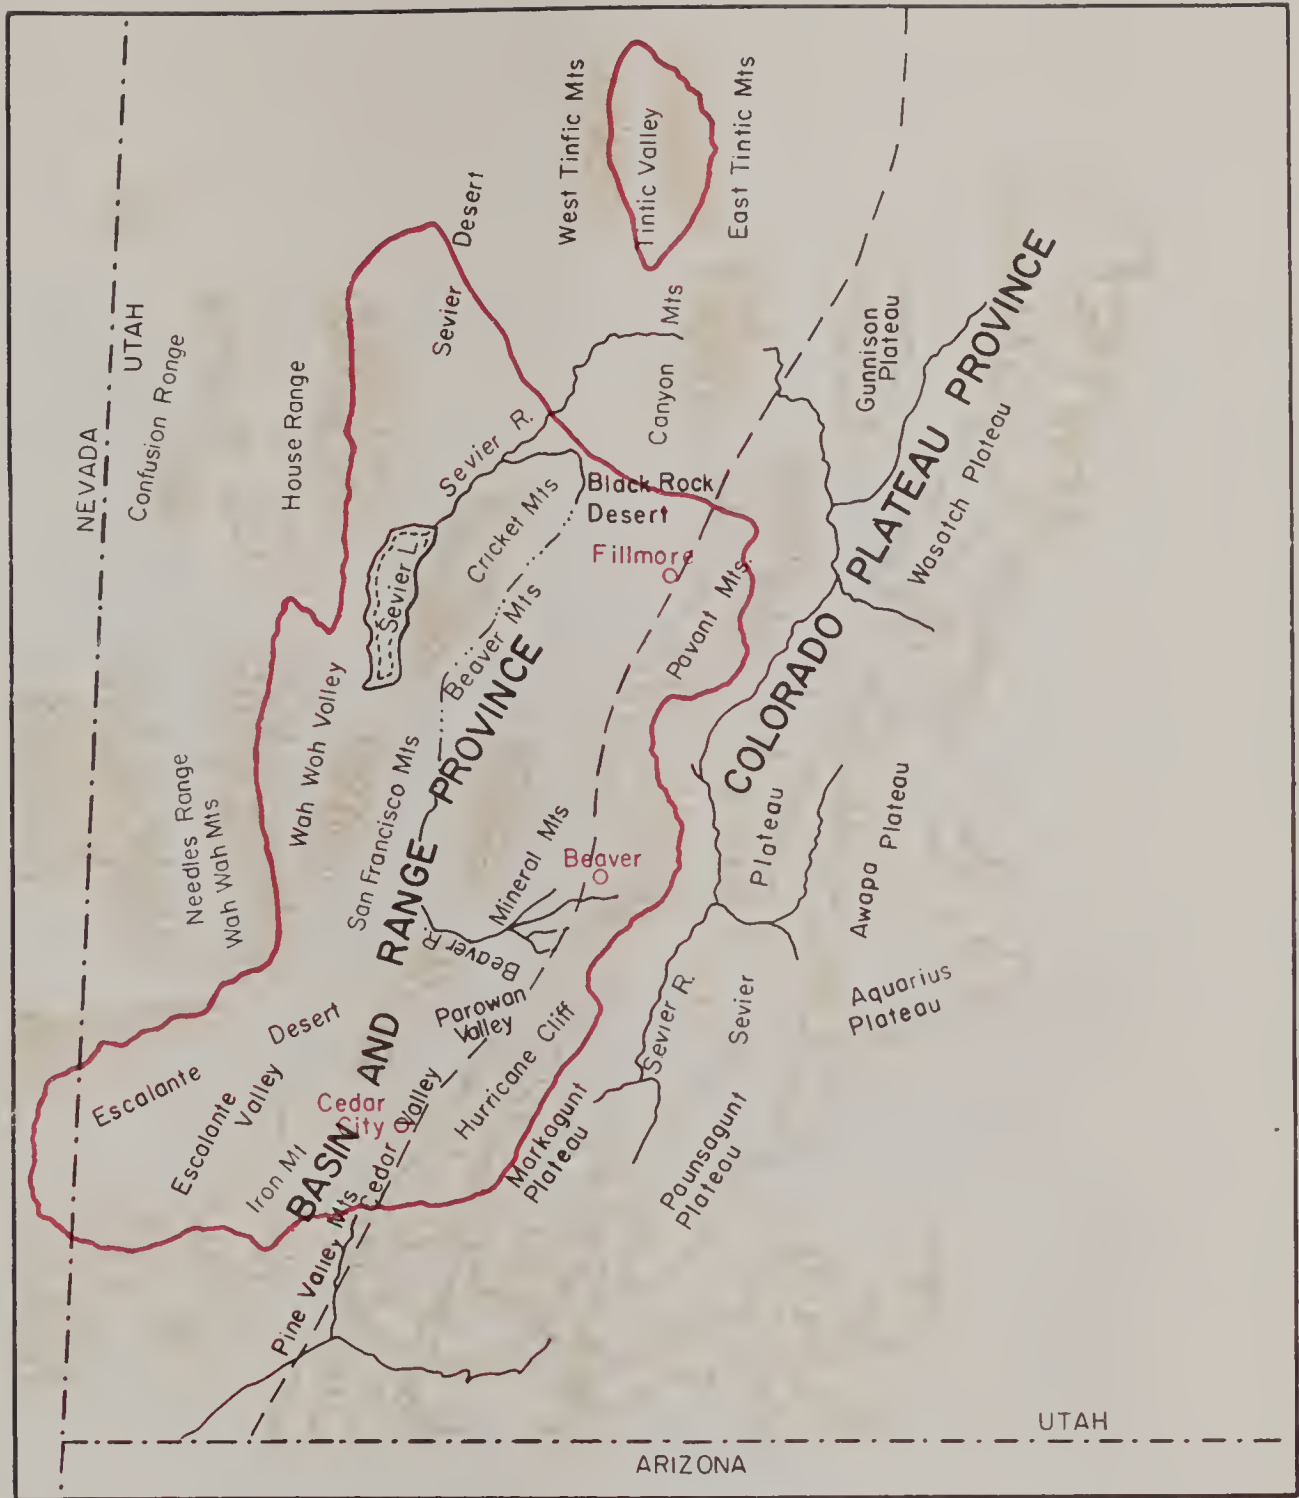 West Tinfic Mts
Tintic Valley
East Tintic Mts
NEVADA
UTAH
Confusion Range
House Range
Sevier
Desert
Sevier R.
Canyon
Mts
Gunnison
Plateau
COLORADO PLATEAU PROVINCE
Wasatch Plateau
Black Rock
Desert
Fillmore
Cricket Mts
Sevier L.
Beaver Mts
Pavant Mts.
Wah Wah Valley
Needles Range
Wah Wah Mts
San Francisco Mts
BASIN AND RANGE PROVINCE
Mineral Mts
Beaver
Beaver R.
Sevier
Plateau
Awapa Plateau
Aquarius
Plateau
Sevier R.
Parowan
Valley
Hurricane Cliff
Escalante
Desert
Escalante
Valley
Cedar
City
Cedar Valley
Iron Mt
Markagunt
Plateau
Paunsagunt
Plateau
Pine Valley Mts
UTAH
ARIZONA